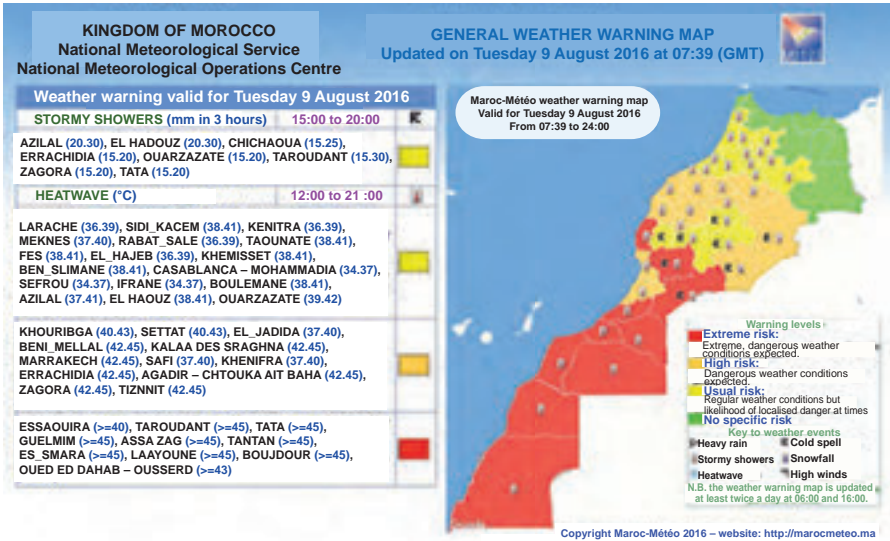 KINGDOM OF MOROCCO
National Meteorological Service
National Meteorological Operations Centre
GENERAL WEATHER WARNING MAP
Updated on Tuesday 9 August 2016 at 07:39 (GMT)
Weather warning valid for Tuesday 9 August 2016
STORMY SHOWERS (mm in 3 hours) 15:00 to 20:00
AZILAL (20.30), EL HADOUZ (20.30), CHICHAOUA (15.25),
ERRACHIDIA (15.20), OUARZAZATE (15.20), TAROUDANT (15.30),
ZAGORA (15.20), TATA (15.20)
HEATWAVE (°C) 12:00 to 21 :00
LARACHE (36.39), SIDI_KACEM (38.41), KENITRA (36.39),
MEKNES (37.40), RABAT_SALE (36.39), TAOUNATE (38.41),
FES (38.41), EL_HAJEB (36.39), KHEMISSET (38.41),
BEN_SLIMANE (38.41), CASABLANCA – MOHAMMADIA (34.37),
SEFROU (34.37), IFRANE (34.37), BOULEMANE (38.41),
AZILAL (37.41), EL HAOUZ (38.41), OUARZAZATE (39.42)
KHOURIBGA (40.43), SETTAT (40.43), EL_JADIDA (37.40),
BENI_MELLAL (42.45), KALAA DES SRAGHNA (42.45),
MARRAKECH (42.45), SAFI (37.40), KHENIFRA (37.40),
ERRACHIDIA (42.45), AGADIR – CHTOUKA AIT BAHA (42.45),
ZAGORA (42.45), TIZNNIT (42.45)
ESSAOUIRA (>=40), TAROUDANT (>=45), TATA (>=45),
GUELMIM (>=45), ASSA ZAG (>=45), TANTAN (>=45),
ES_SMARA (>=45), LAAYOUNE (>=45), BOUJDOUR (>=45),
OUED ED DAHAB – OUSSERD (>=43)
Maroc-Météo weather warning map
Valid for Tuesday 9 August 2016
From 07:39 to 24:00
Warning levels
Extreme risk:
Extreme, dangerous weather
conditions expected.
High risk:
Dangerous weather conditions
expected.
Usual risk:
Regular weather conditions but
likelihood of localised danger at times
No specific risk
Key to weather events
Heavy rain Cold spell
Stormy showers Snowfall
Heatwave High winds
N.B. the weather warning map is updated
at least twice a day at 06:00 and 16:00.
Copyright Maroc-Météo 2016 – website: http://marocmeteo.ma